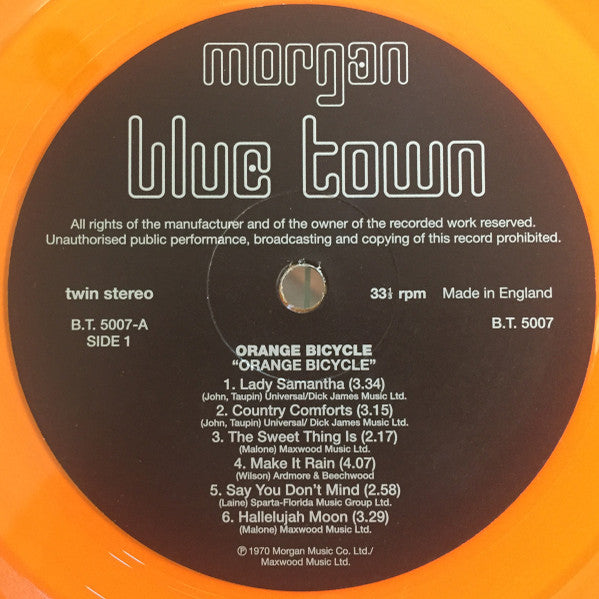 morgan
blue town
All rights of the manufacturer and of the owner of the recorded work reserved.
Unauthorised public performance, broadcasting and copying of this record prohibited.
twin stereo 33⅓ rpm Made in England
B.T. 5007-A B.T. 5007
SIDE 1
ORANGE BICYCLE
“ORANGE BICYCLE”
1. Lady Samantha (3.34)
(John, Taupin) Universal/Dick James Music Ltd.
2. Country Comforts (3.15)
(John, Taupin) Universal/ Dick James Music Ltd.
3. The Sweet Thing Is (2.17)
(Malone) Maxwood Music Ltd.
4. Make It Rain (4.07)
(Wilson) Ardmore & Beechwood
5. Say You Don’t Mind (2.58)
(Laine) Sparta-Florida Music Group Ltd.
6. Hallelujah Moon (3.29)
(Malone) Maxwood Music Ltd.
℗ 1970 Morgan Music Co. Ltd./
Maxwood Music Ltd.